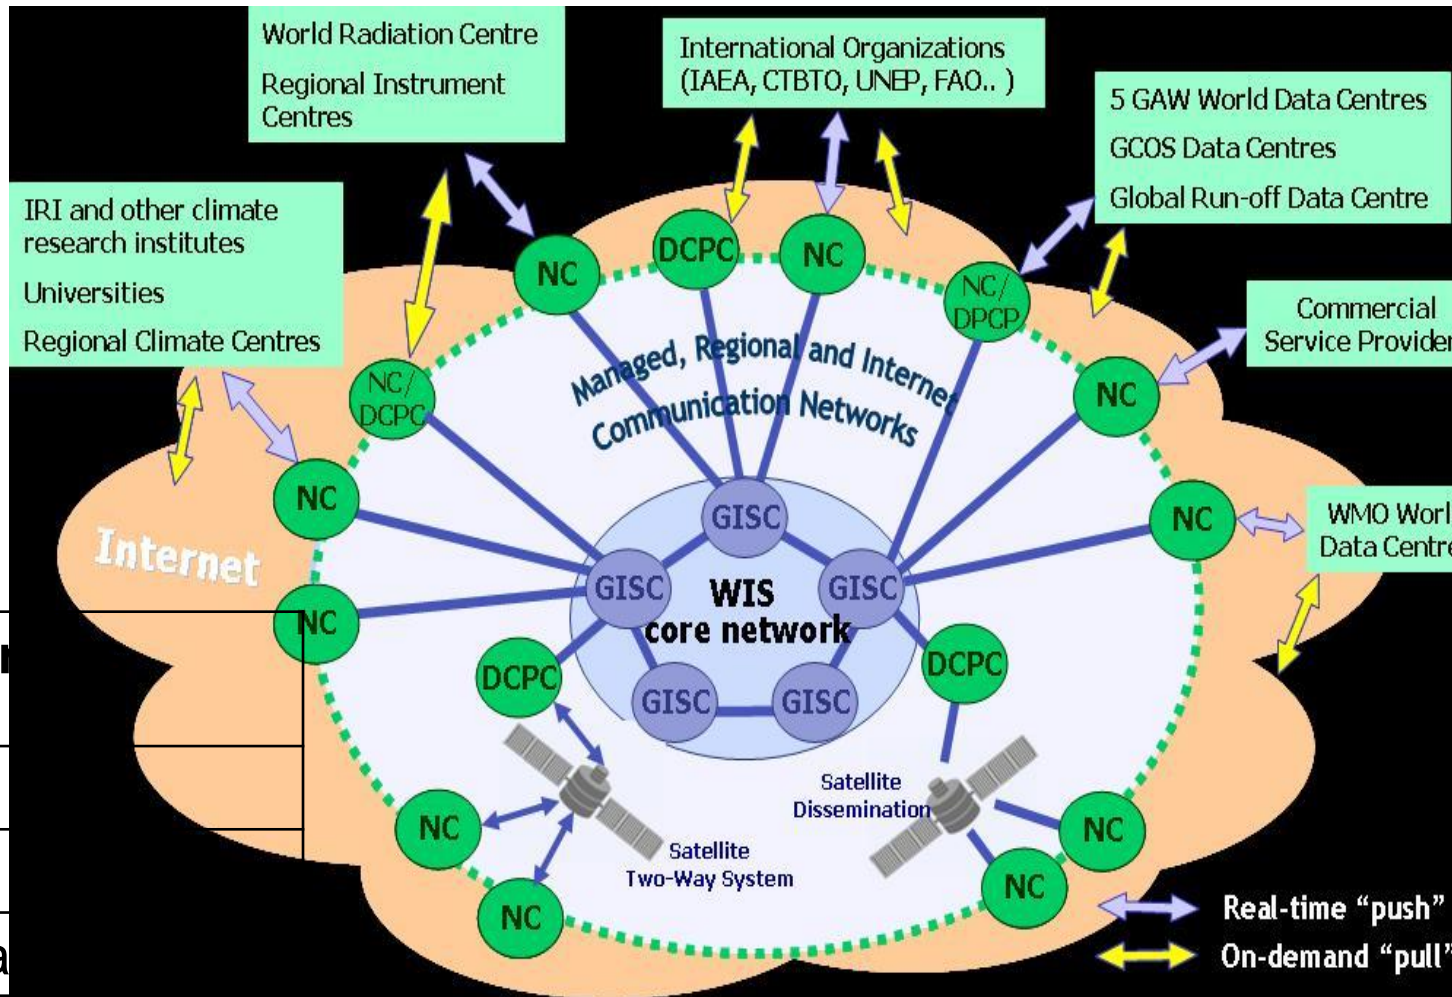 World Radiation Centre
Regional Instrument
Centres
International Organizations
(IAEA, CTBTO, UNEP, FAO.. )
5 GAW World Data Centres
GCOS Data Centres
Global Run-off Data Centre
IRI and other climate
research institutes
Universities
Regional Climate Centres
Commercial
Service Provider
NC
DCPC
NC
NC/
DPCP
NC/
DCPC
NC
Managed, Regional and Internet
Communication Networks
NC
NC
WMO Worl
Data Centre
GISC
Internet
GISC
WIS
core network
GISC
NC
DCPC
DCPC
GISC
GISC
Satellite
Dissemination
NC
NC
Satellite
Two-Way System
NC
NC
Real-time “push”
On-demand “pull”
a